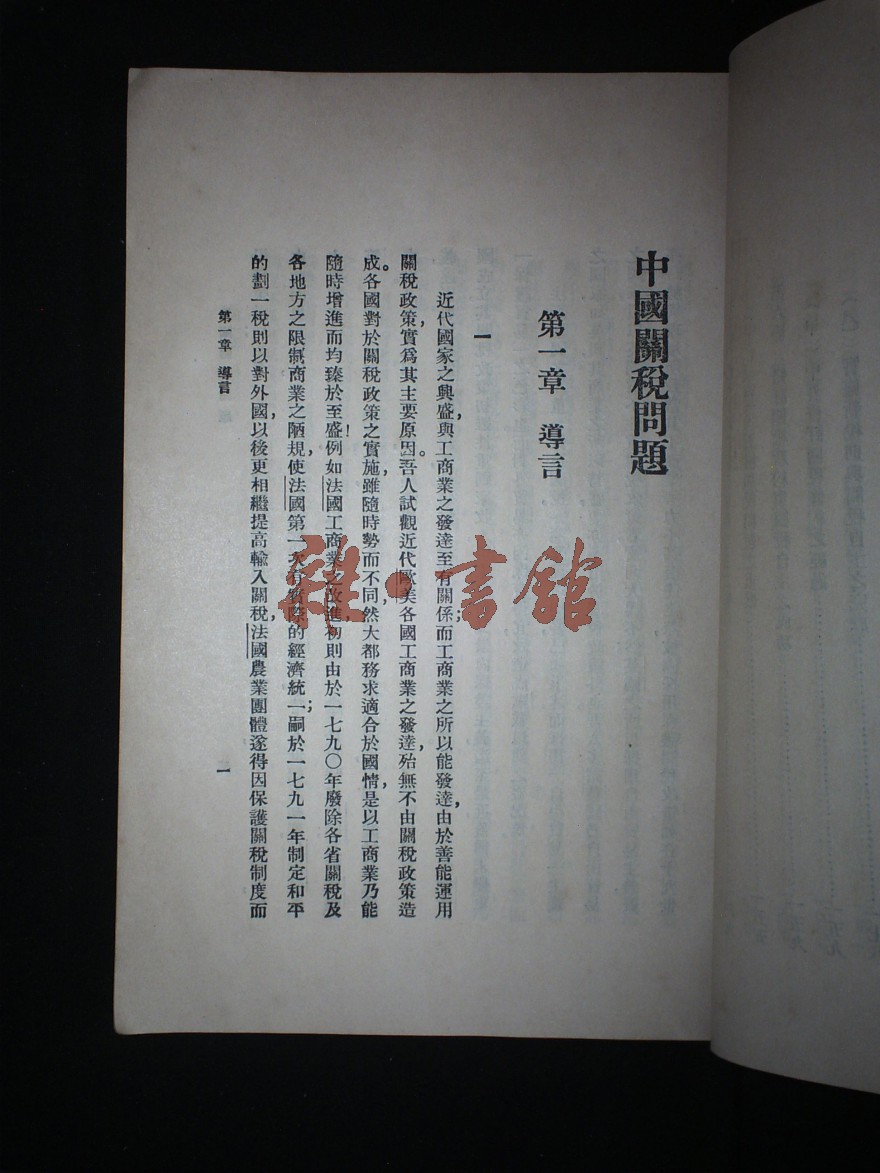 中國關稅問題
第一章 導言
一
近代國家之興盛,與工商業之發達至有關係;而工商業之所以能發達,由於善能運用
關稅政策,實爲其主要原因。吾人試觀近代歐美各國工商業之發達,殆無不由關稅政策造
成。各國對於關稅政策之實施,雖隨時勢而不同,然大都務求適合於國情,是以工商業乃能
隨時增進而均臻於至盛!例如法國工商業之改進,初則由於一七九〇年廢除各省關稅及
各地方之限制商業之陋規,使法國第一次有實際的經濟統一;嗣於一七九一年制定和平
的劃一稅則以對外國,以後更相繼提高輸入關稅,法國農業團體遂得因保護關稅制度而
第一章 導言
一
雜·書館